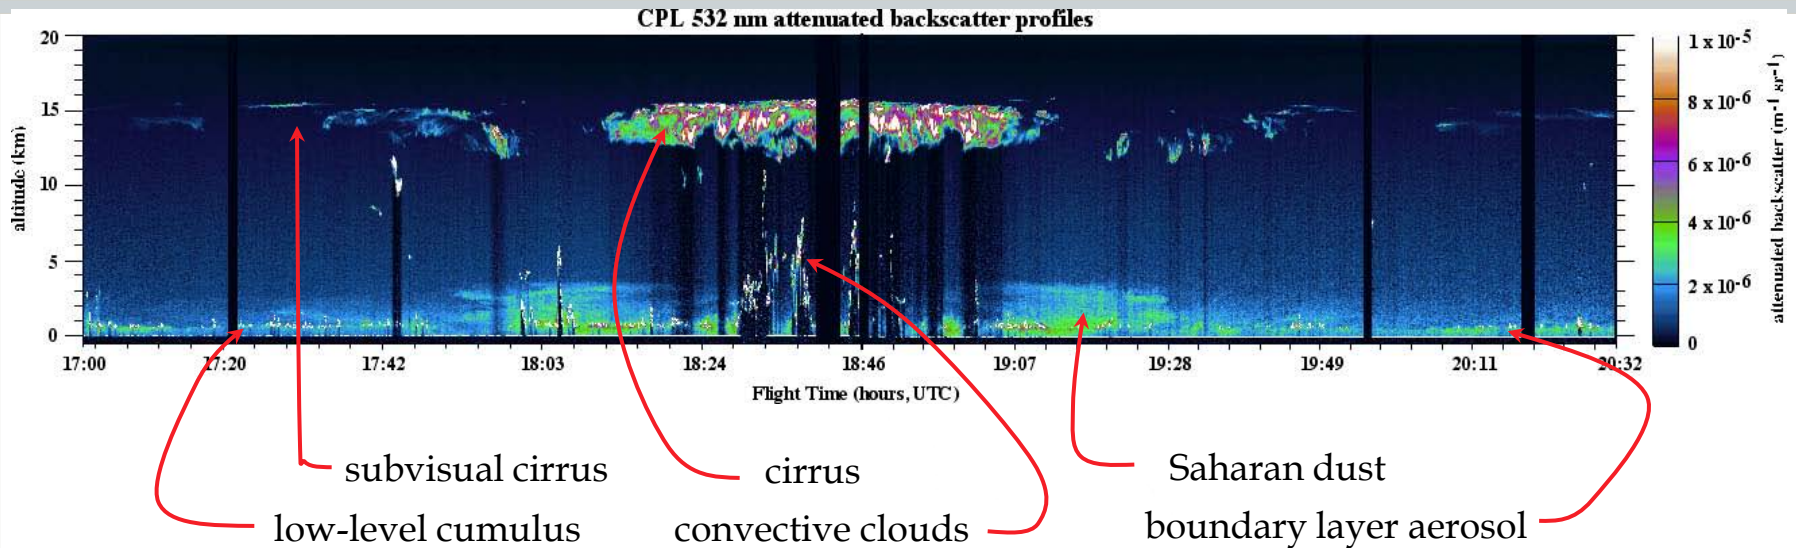 CPL 532 nm attenuated backscatter profiles
20
15
10
5
0
altitude (km)
17:00 17:20 17:42 18:03 18:24 18:46 19:07 19:28 19:49 20:11 20:32
Flight Time (hours, UTC)
1 x 10-5
8 x 10-6
6 x 10-6
4 x 10-6
2 x 10-6
0
attenuated backscatter (m-1 sr-1)
subvisual cirrus
cirrus
Saharan dust
low-level cumulus
convective clouds
boundary layer aerosol